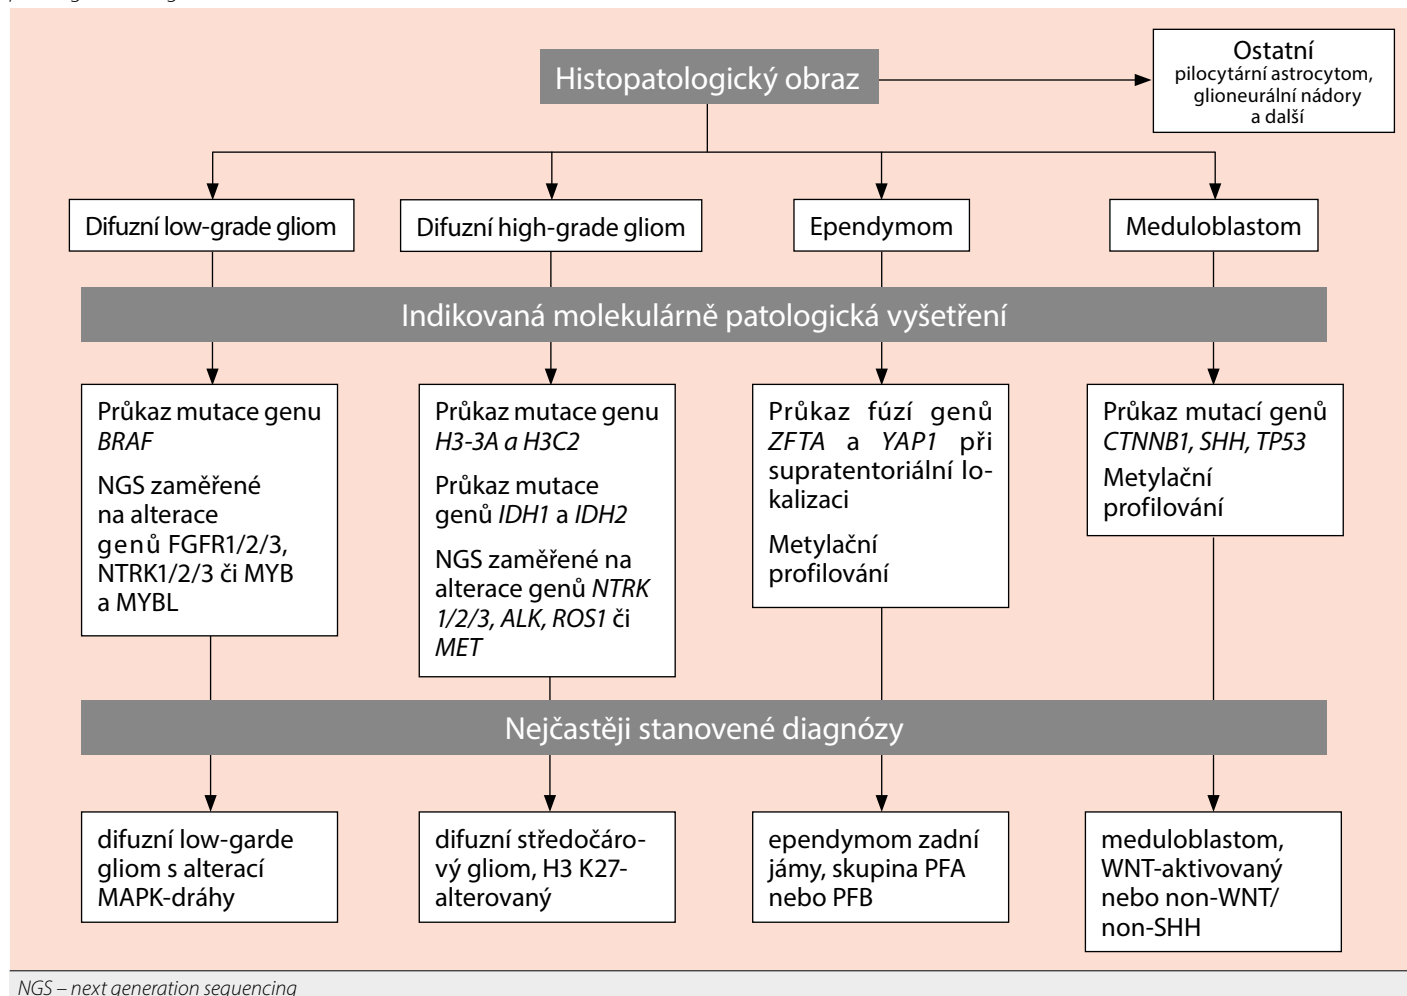 Histopatologický obraz
Ostatní
pilocytární astrocytom,
glioneurální nádory
a další
Difuzní low-grade gliom
Difuzní high-grade gliom
Ependymom
Meduloblastom
Indikovaná molekulárně patologická vyšetření
Průkaz mutace genu
BRAF
NGS zaměřené
na alterace
genů FGFR1/2/3,
NTRK1/2/3 či MYB
a MYBL
Průkaz mutace genu
H3-3A a H3C2
Průkaz mutace
genů IDH1 a IDH2
NGS zaměřené na
alterace genů NTRK
1/2/3, ALK, ROS1 či
MET
Průkaz fúzí genů
ZFTA a YAP1 při
supratentoriální lo-
kalizaci
Metylační
profilování
Průkaz mutací genů
CTNNB1, SHH, TP53
Metylační
profilování
Nejčastěji stanovené diagnózy
difuzní low-garde
gliom s alterací
MAPK-dráhy
difuzní středočáro-
vý gliom, H3 K27-
alterovaný
ependymom zadní
jámy, skupina PFA
nebo PFB
meduloblastom,
WNT-aktivovaný
nebo non-WNT/
non-SHH
NGS – next generation sequencing